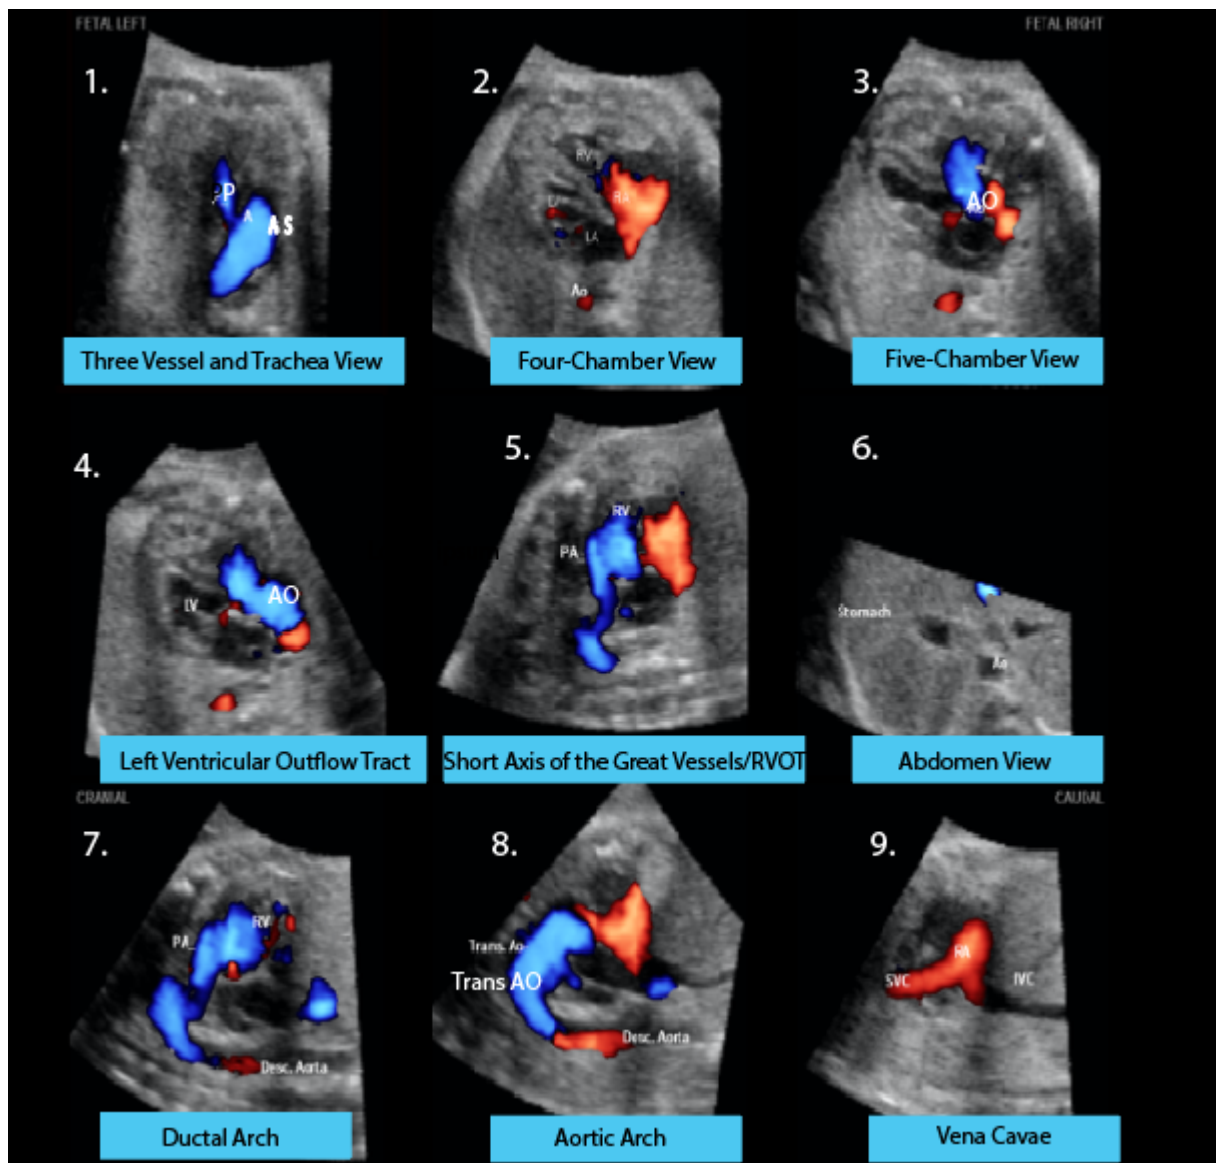 FETAL LEFT
FETAL RIGHT
1.
P
A
AS
Three Vessel and Trachea View
2.
RV
RA
LA
Ao
Four-Chamber View
3.
AO
Five-Chamber View
4.
LV
AO
Left Ventricular Outflow Tract
5.
RV
PA
Short Axis of the Great Vessels/RVOT
6.
Stomach
Ao
Abdomen View
CRANIAL
CAUDAL
7.
RV
PA
Desc. Aorta
Ductal Arch
8.
Trans. Ao
Trans AO
Desc. Aorta
Aortic Arch
9.
RA
SVC
IVC
Vena Cavae